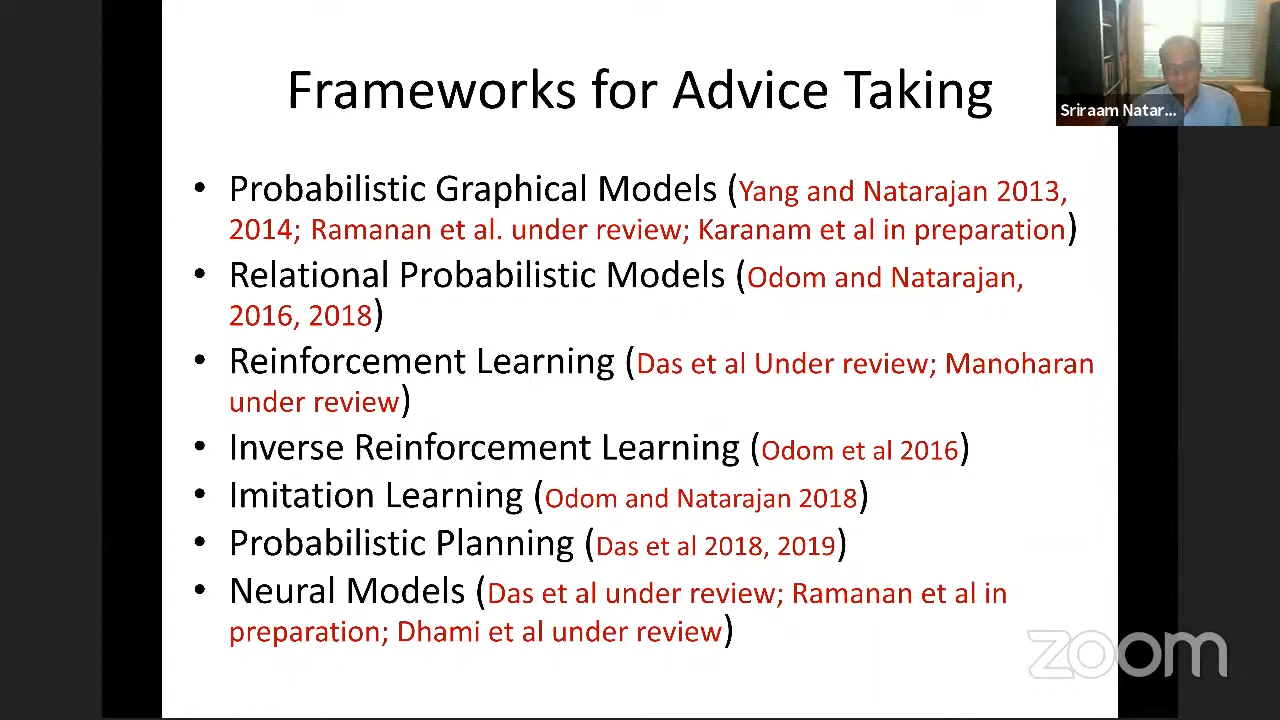 Frameworks for Advice Taking
Sriraam Natar...
• Probabilistic Graphical Models (Yang and Natarajan 2013,
2014; Ramanan et al. under review; Karanam et al in preparation)
• Relational Probabilistic Models (Odom and Natarajan,
2016, 2018)
• Reinforcement Learning (Das et al Under review; Manoharan
under review)
• Inverse Reinforcement Learning (Odom et al 2016)
• Imitation Learning (Odom and Natarajan 2018)
• Probabilistic Planning (Das et al 2018, 2019)
• Neural Models (Das et al under review; Ramanan et al in
preparation; Dhami et al under review)
zoom